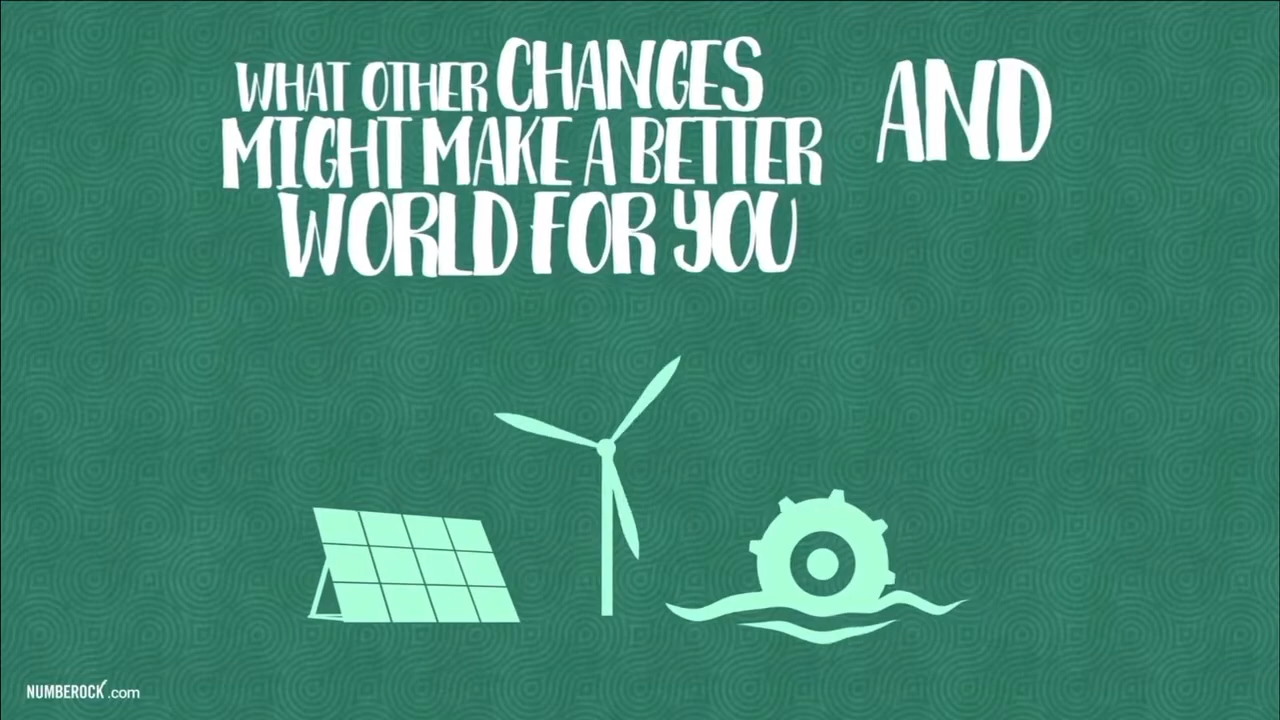 WHAT OTHER CHANGES
MIGHT MAKE A BETTER
WORLD FOR YOU
AND
NUMBEROCK.com